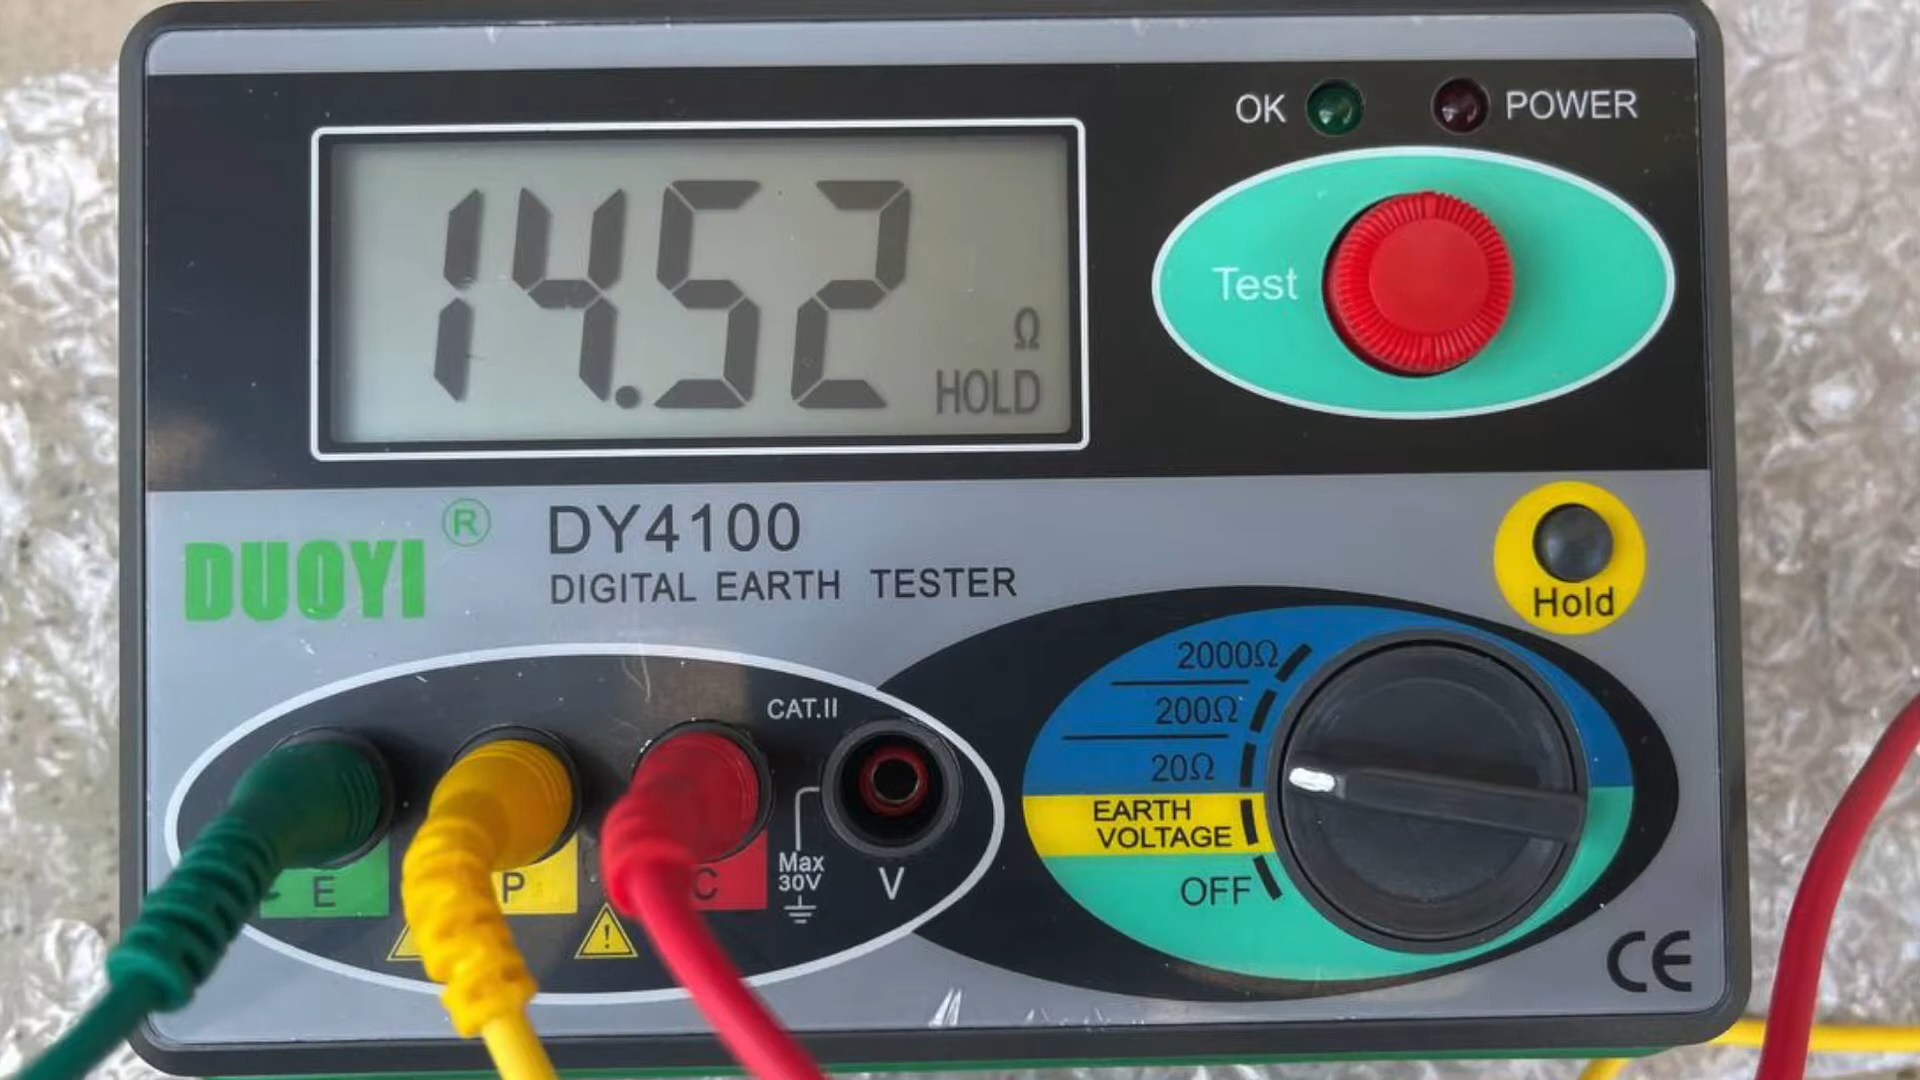 OK POWER
14.52
Ω
HOLD
Test
DUOYI ®
DY4100
DIGITAL EARTH TESTER
Hold
2000Ω
200Ω
20Ω
EARTH
VOLTAGE
OFF
CAT.II
Max
30V
V
E
P
C
!
CE